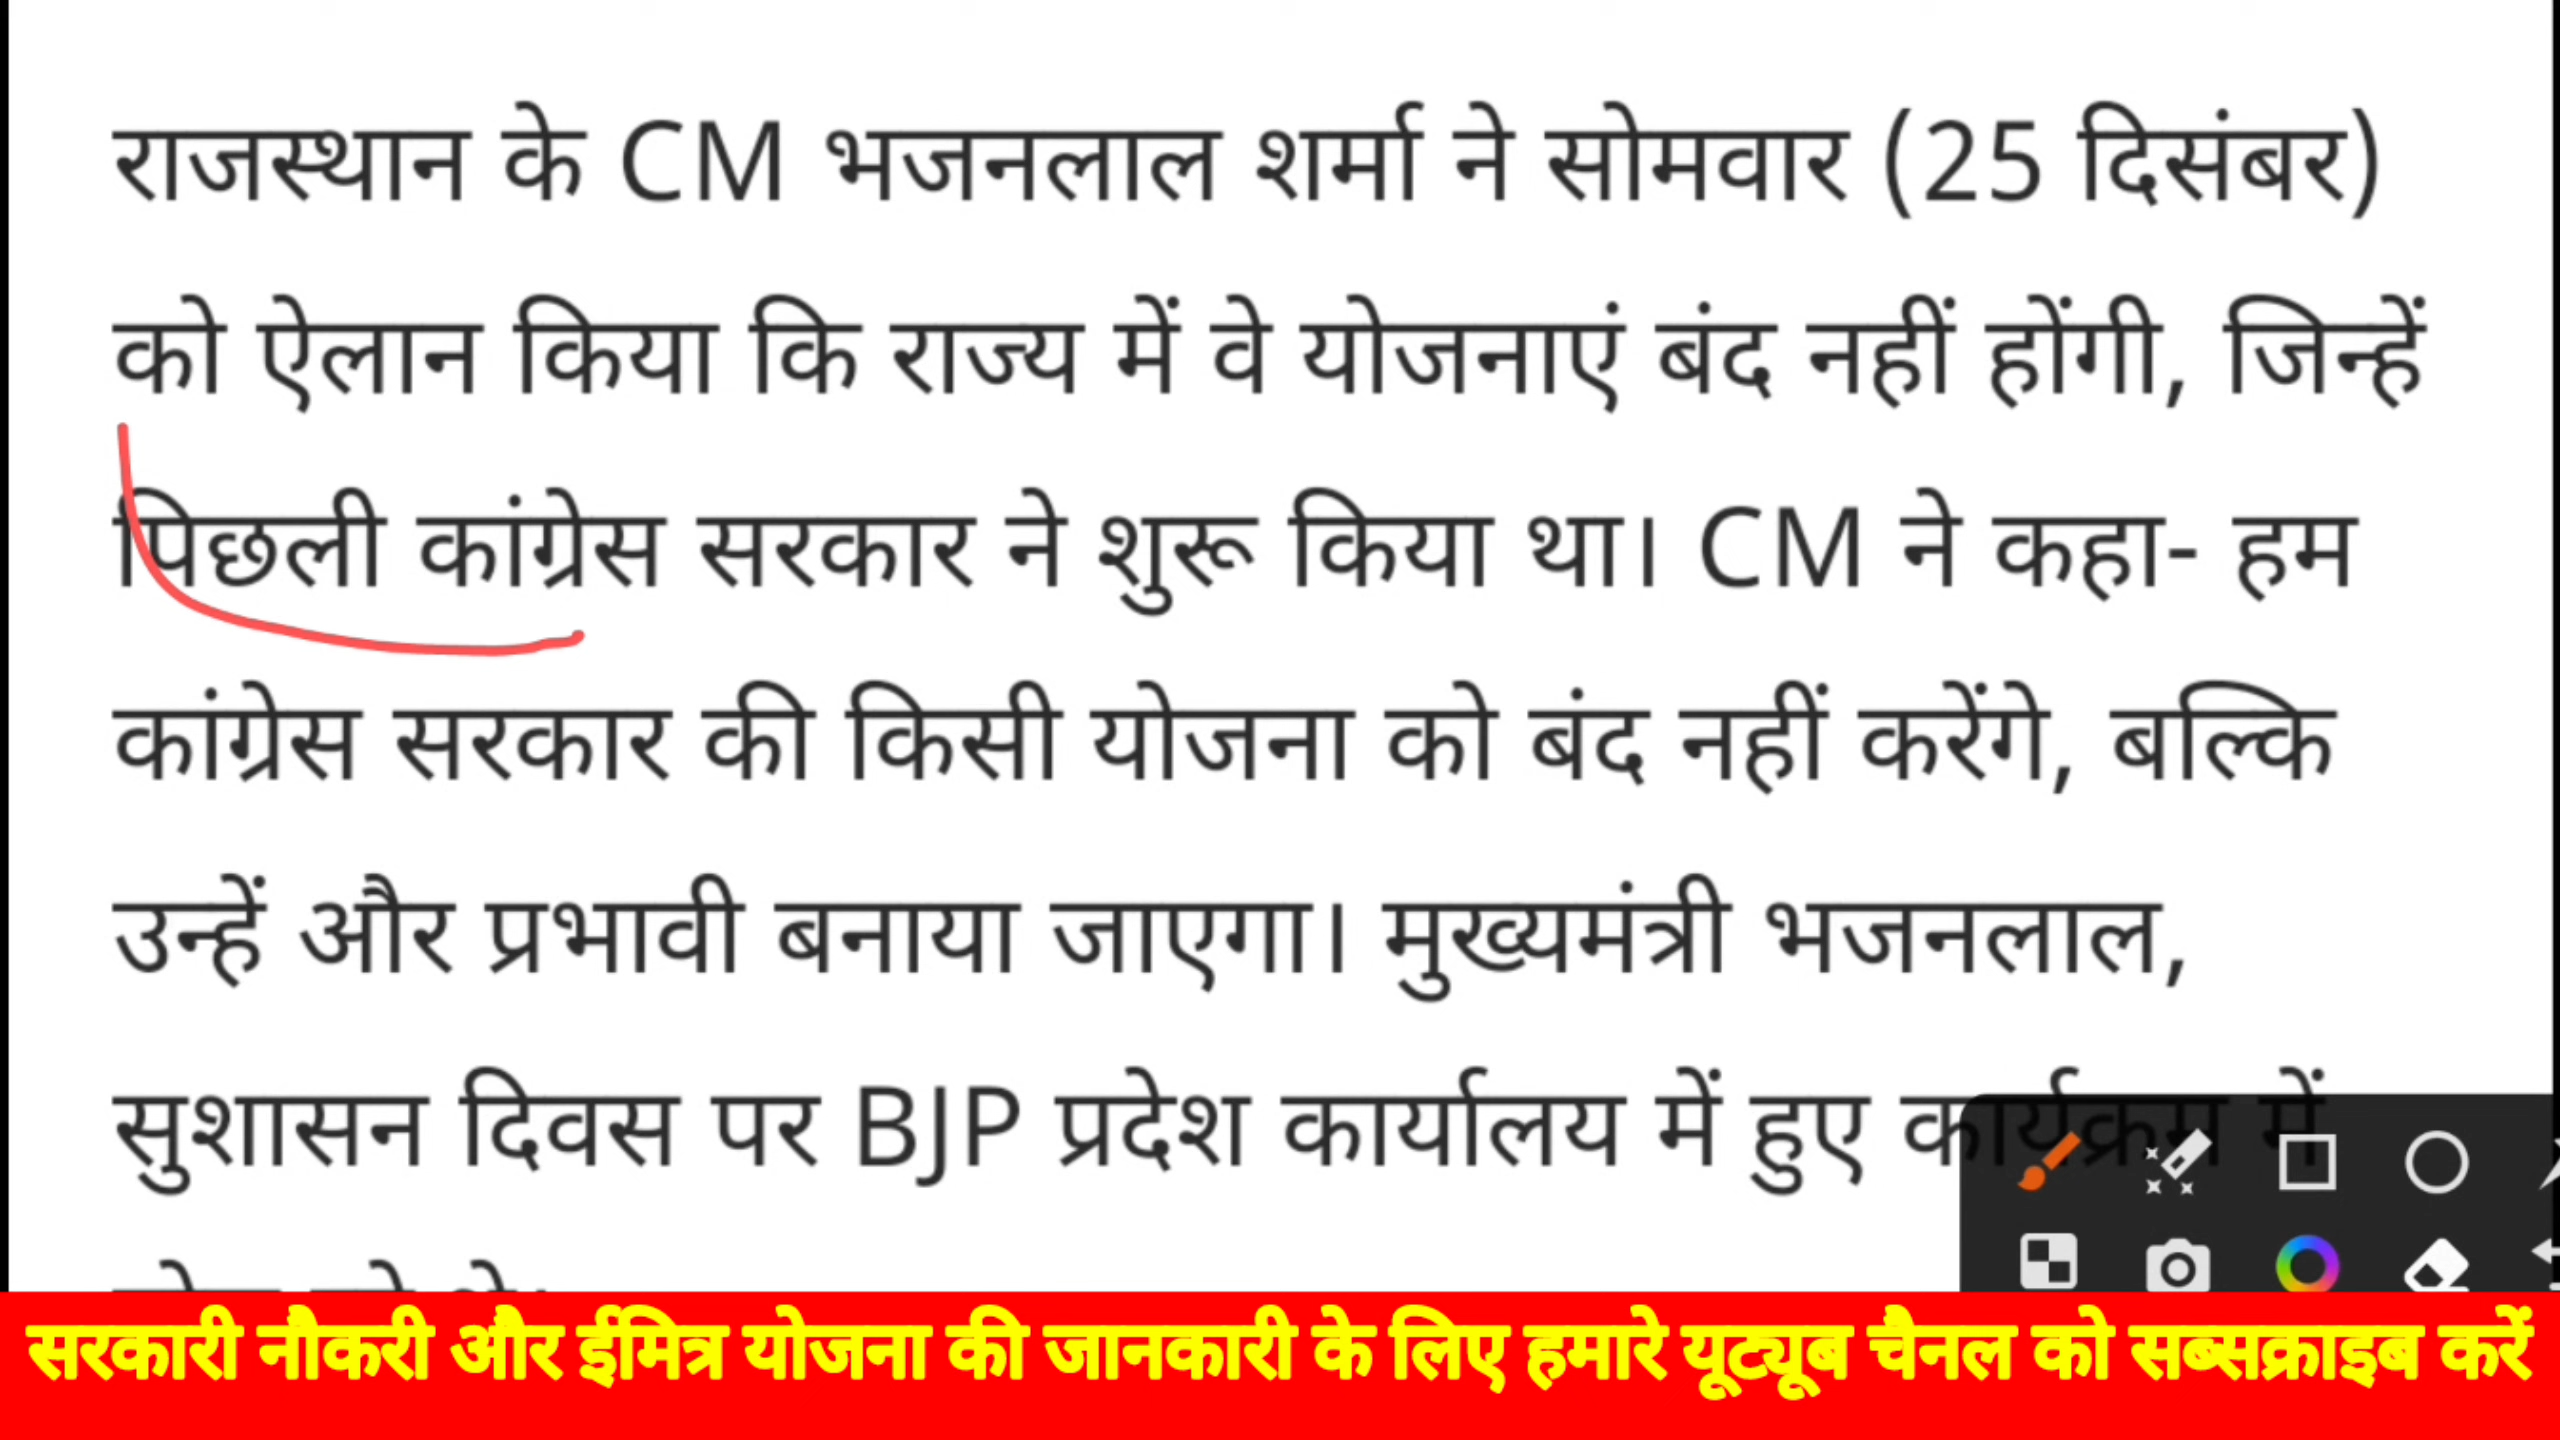 राजस्थान के CM भजनलाल शर्मा ने सोमवार (25 दिसंबर)
को ऐलान किया कि राज्य में वे योजनाएं बंद नहीं होंगी, जिन्हें
पिछली कांग्रेस सरकार ने शुरू किया था। CM ने कहा- हम
कांग्रेस सरकार की किसी योजना को बंद नहीं करेंगे, बल्कि
उन्हें और प्रभावी बनाया जाएगा। मुख्यमंत्री भजनलाल,
सुशासन दिवस पर BJP प्रदेश कार्यालय में हुए कार्यक्रम में
सरकारी नौकरी और ईमित्र योजना की जानकारी के लिए हमारे यूट्यूब चैनल को सब्सक्राइब करें